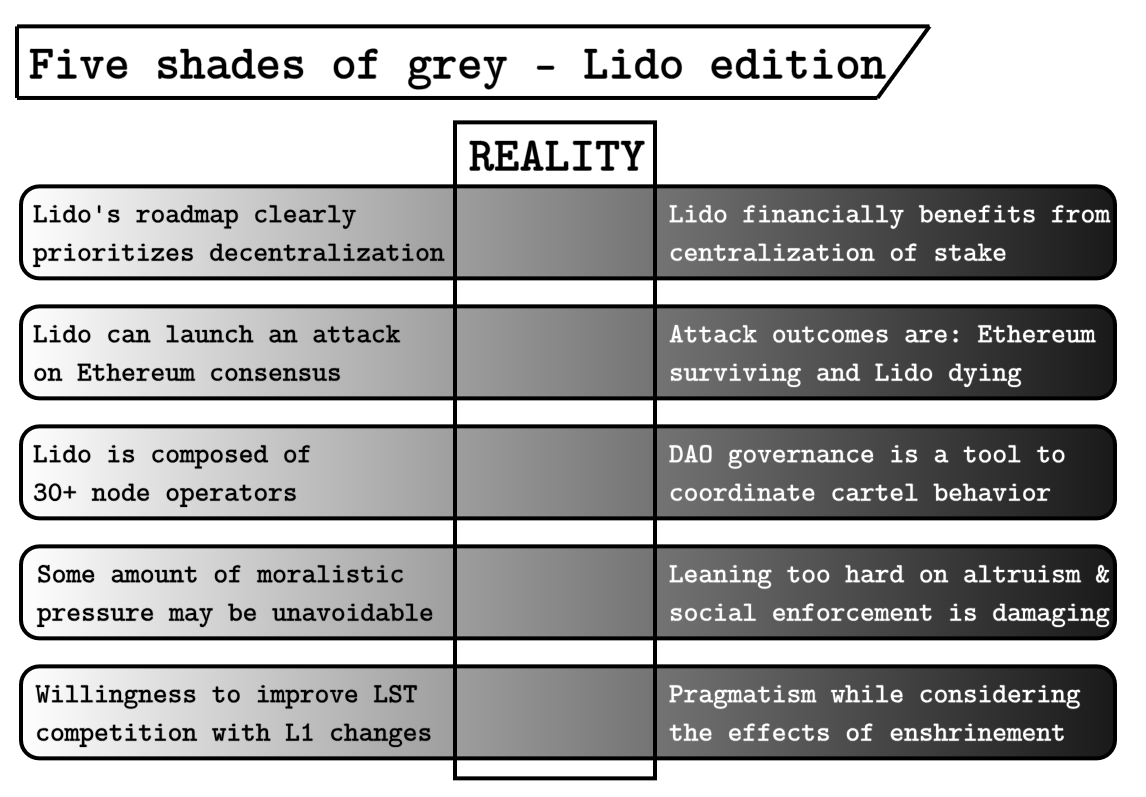 Five shades of grey - Lido edition
REALITY
Lido's roadmap clearly
prioritizes decentralization
Lido financially benefits from
centralization of stake
Lido can launch an attack
on Ethereum consensus
Attack outcomes are: Ethereum
surviving and Lido dying
Lido is composed of
30+ node operators
DAO governance is a tool to
coordinate cartel behavior
Some amount of moralistic
pressure may be unavoidable
Leaning too hard on altruism &
social enforcement is damaging
Willingness to improve LST
competition with L1 changes
Pragmatism while considering
the effects of enshrinement